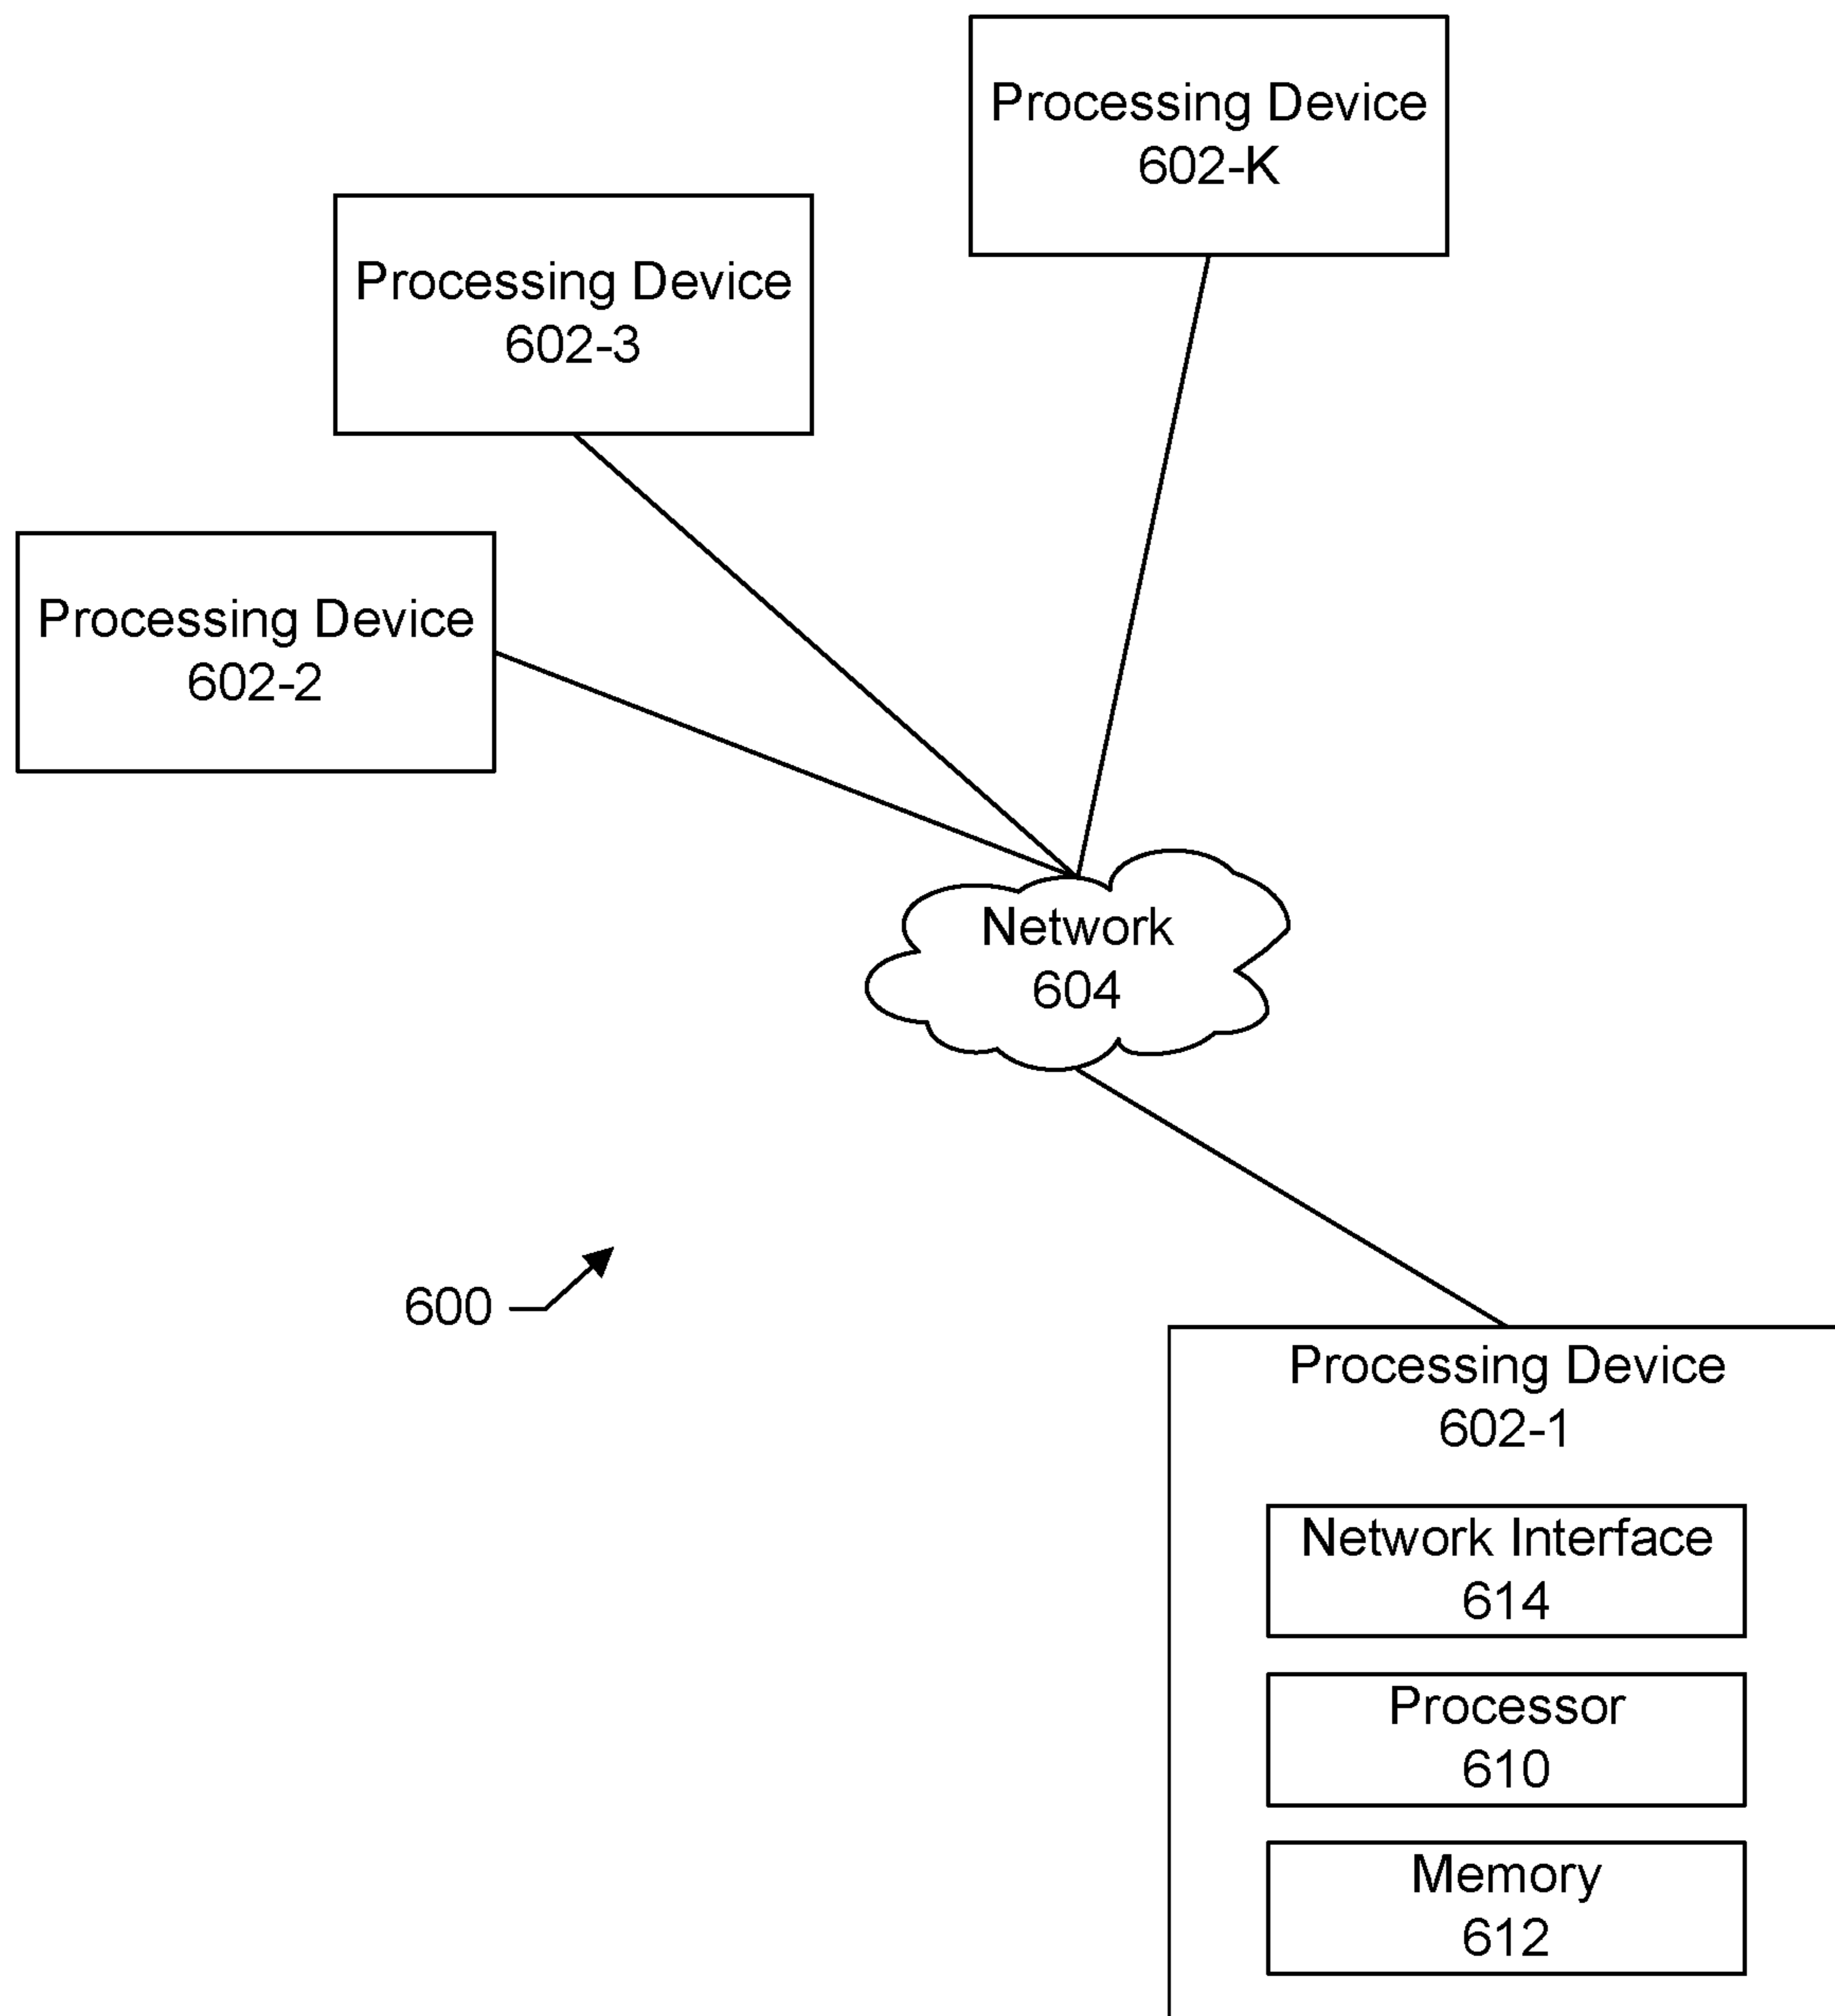 Processing Device
602-K
Processing Device
602-3
Processing Device
602-2
Network
604
600
Processing Device
602-1
Network Interface
614
Processor
610
Memory
612